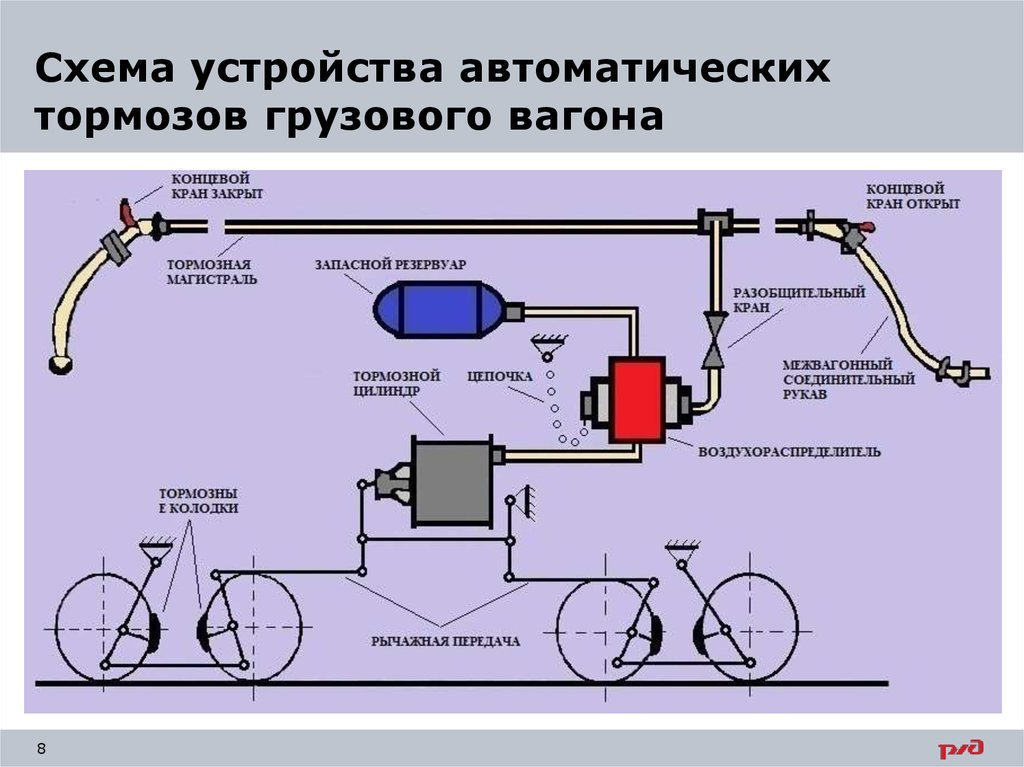 Схема устройства автоматических
тормозов грузового вагона
КОНЦЕВОЙ
КРАН ЗАКРЫТ
КОНЦЕВОЙ
КРАН ОТКРЫТ
ТОРМОЗНАЯ
МАГИСТРАЛЬ
ЗАПАСНОЙ РЕЗЕРВУАР
РАЗОБЩИТЕЛЬНЫЙ
КРАН
ТОРМОЗНОЙ
ЦИЛИНДР
ЦЕПОЧКА
МЕЖВАГОННЫЙ
СОЕДИНИТЕЛЬНЫЙ
РУКАВ
ВОЗДУХОРАСПРЕДЕЛИТЕЛЬ
ТОРМОЗНЫ
Е КОЛОДКИ
РЫЧАЖНАЯ ПЕРЕДАЧА
8
ржд